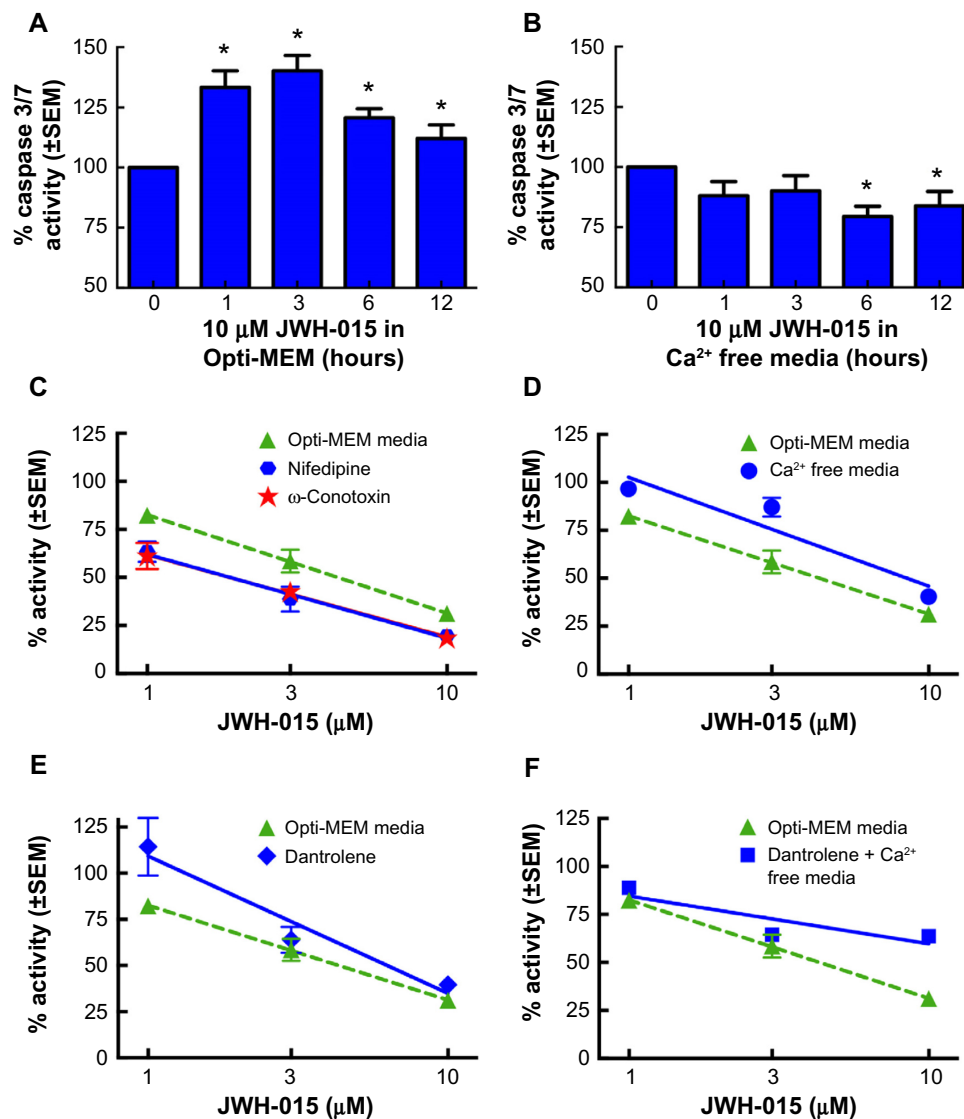 A
% caspase 3/7
activity (±SEM)
150
125
100
75
50
* * * *
0 1 3 6 12
10 μM JWH-015 in
Opti-MEM (hours)
B
% caspase 3/7
activity (±SEM)
150
125
100
75
50
* *
0 1 3 6 12
10 μM JWH-015 in
Ca²⁺ free media (hours)
C
% activity (±SEM)
125
100
75
50
25
0
Opti-MEM media
Nifedipine
ω-Conotoxin
1 3 10
JWH-015 (μM)
D
% activity (±SEM)
125
100
75
50
25
0
Opti-MEM media
Ca²⁺ free media
1 3 10
JWH-015 (μM)
E
% activity (±SEM)
125
100
75
50
25
0
Opti-MEM media
Dantrolene
1 3 10
JWH-015 (μM)
F
% activity (±SEM)
125
100
75
50
25
0
Opti-MEM media
Dantrolene + Ca²⁺
free media
1 3 10
JWH-015 (μM)